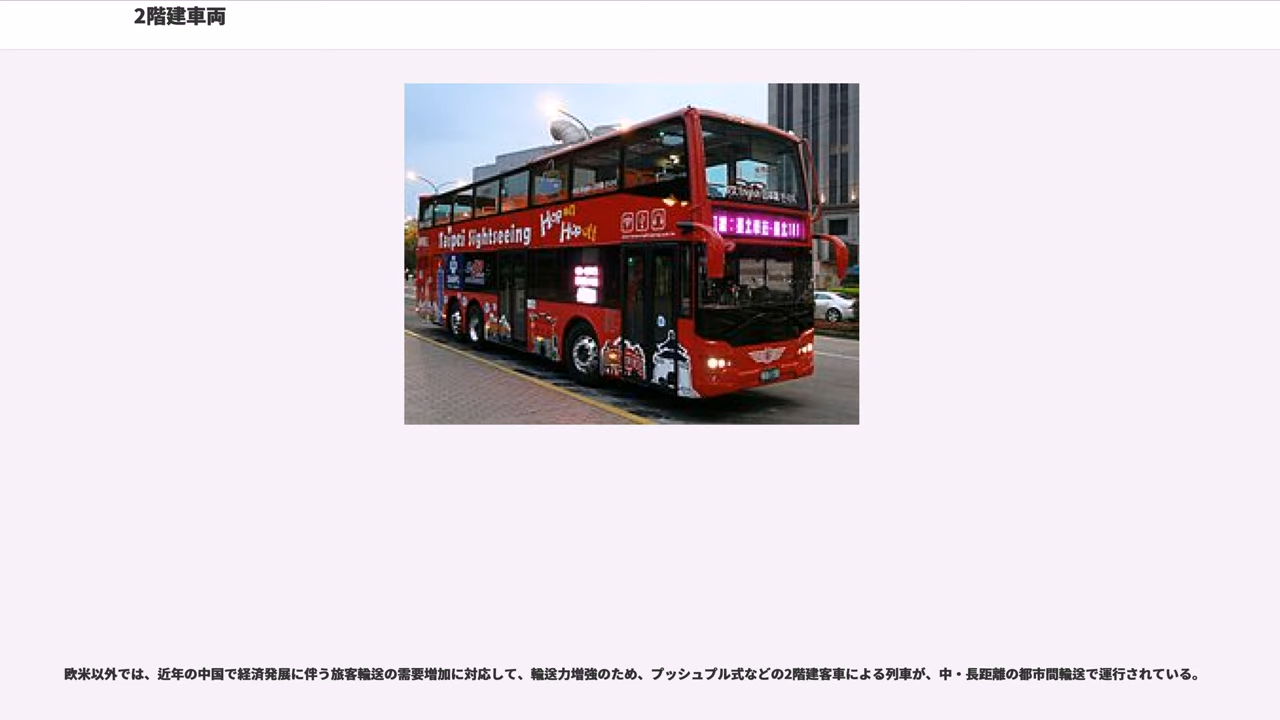 2階建車両
Taipei Sightseeing
Hop
Hop
欧米以外では、近年の中国で経済発展に伴う旅客輸送の需要増加に対応して、輸送力増強のため、プッシュプル式などの2階建客車による列車が、中・長距離の都市間輸送で運行されている。